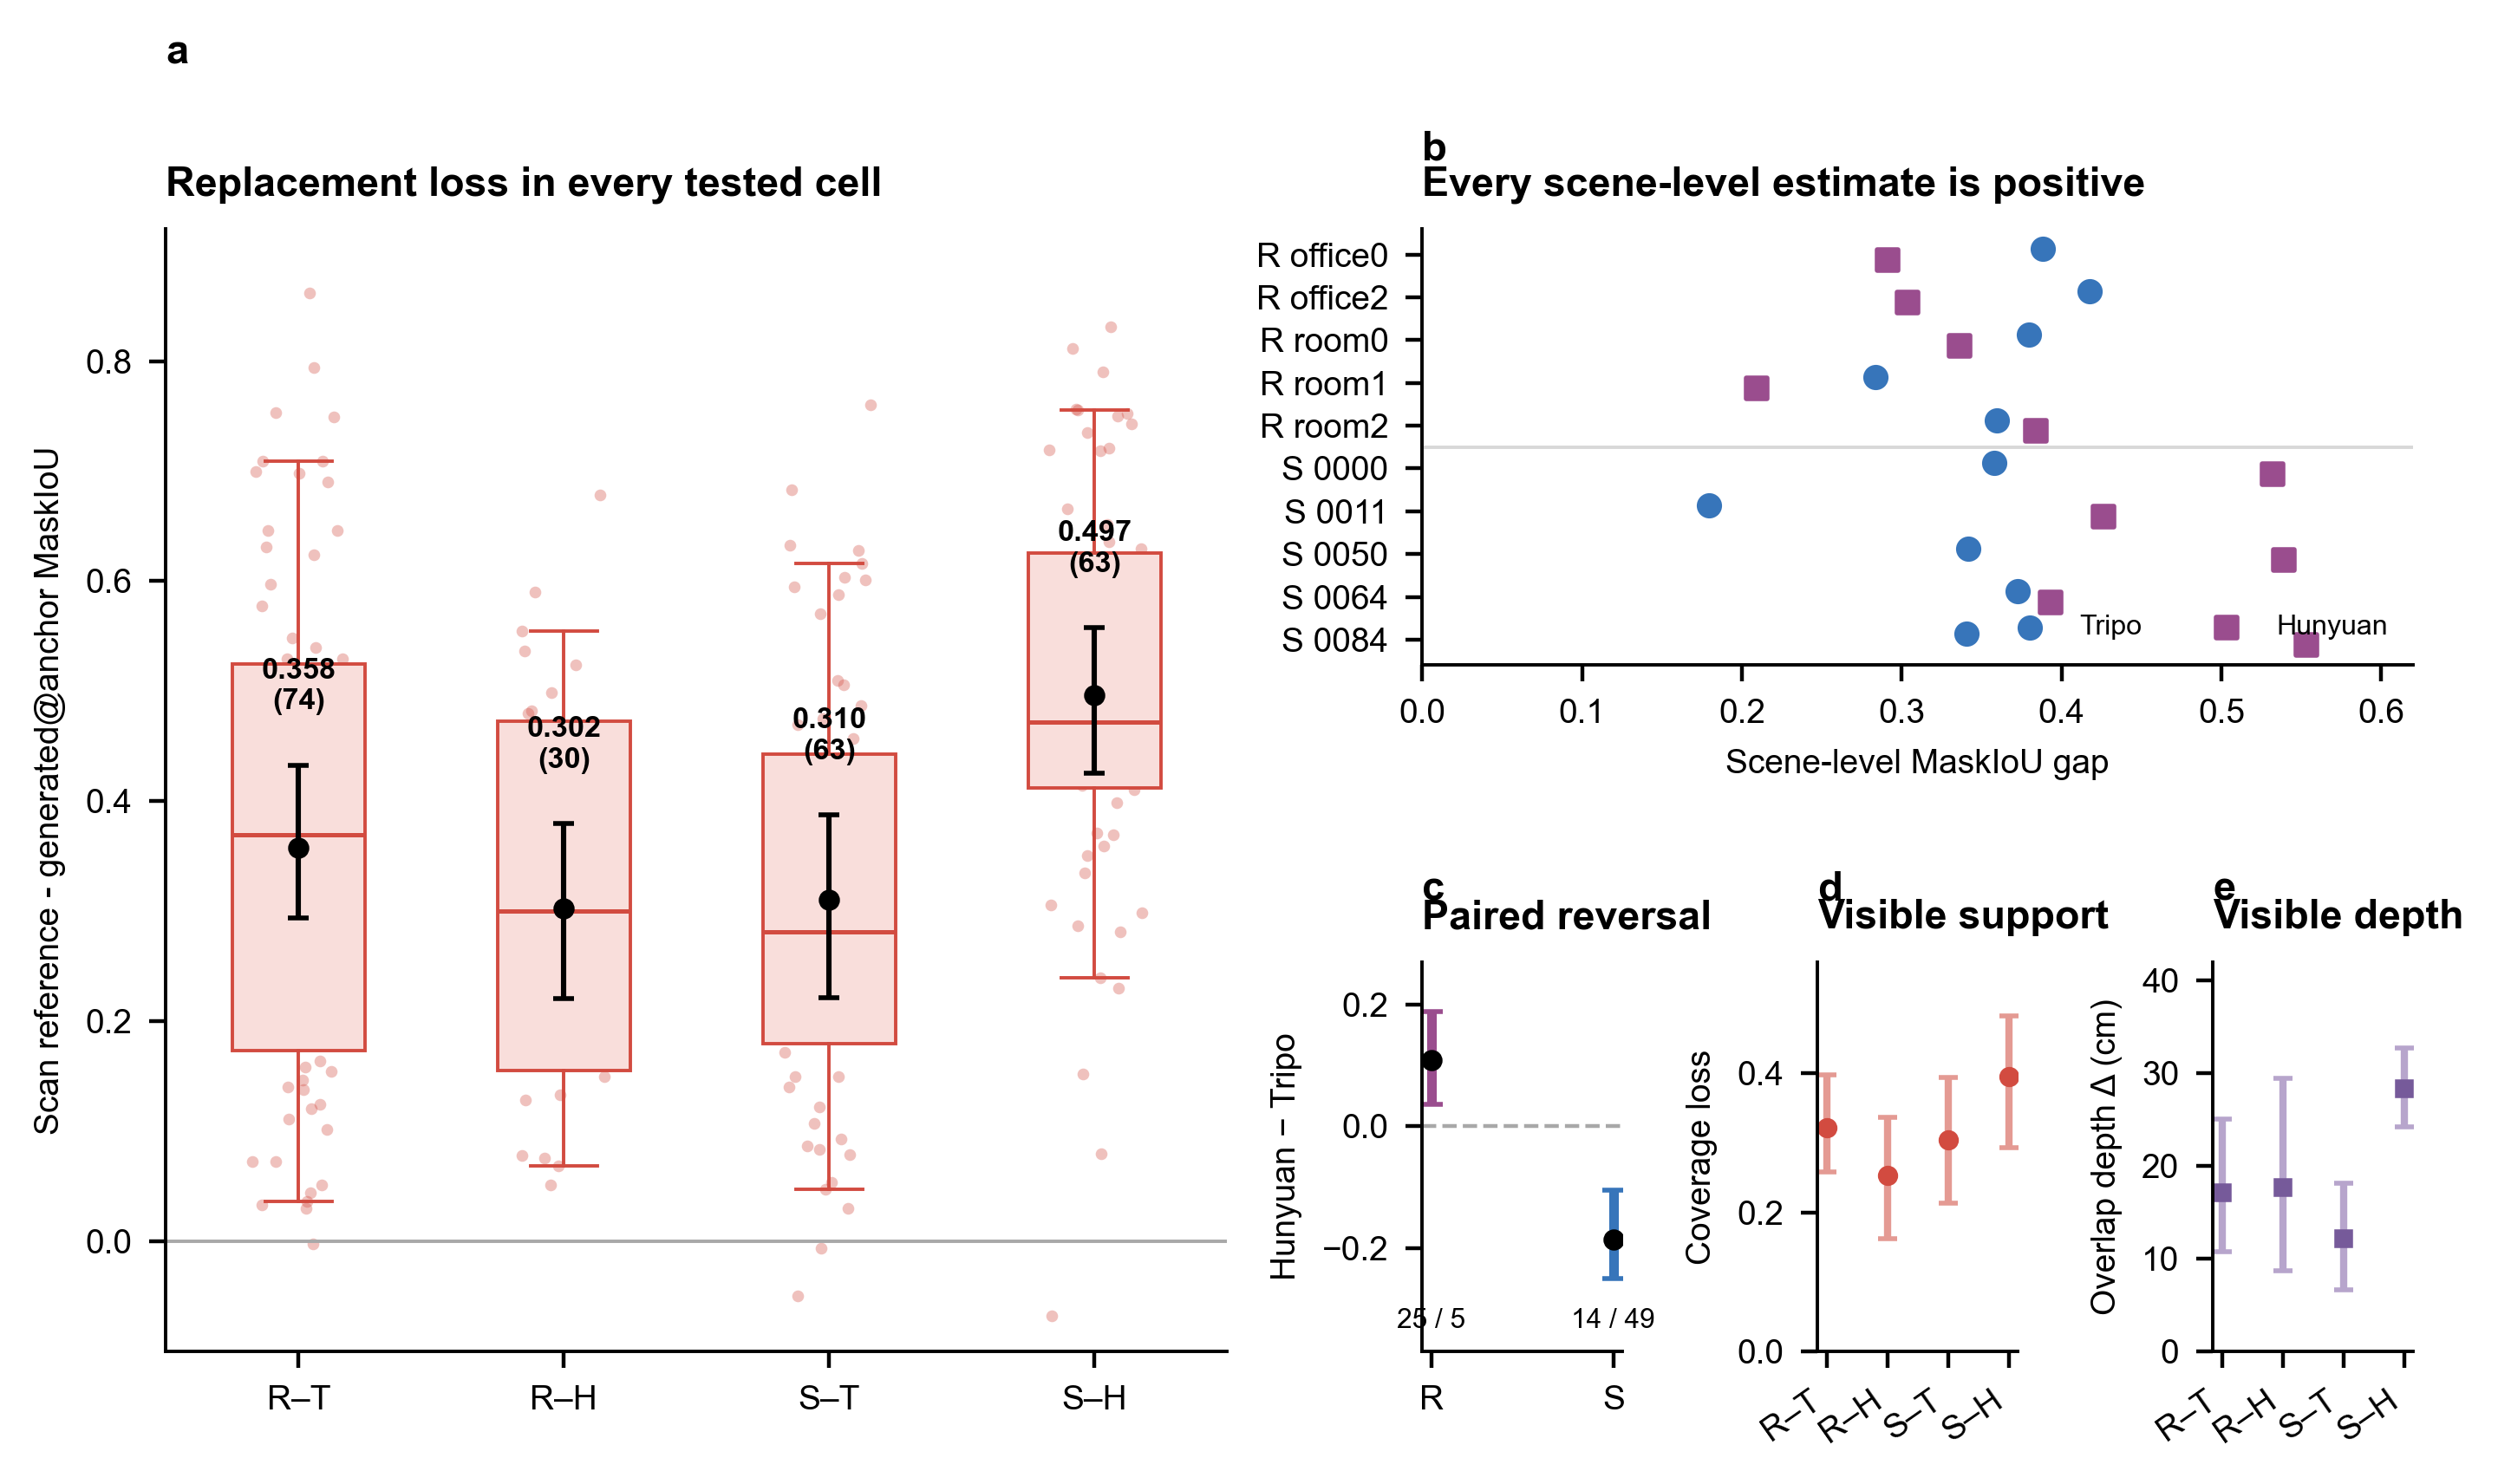 a
Replacement loss in every tested cell
Scan reference - generated@anchor MaskIoU
0.8
0.6
0.4
0.2
0.0
0.358
(74)
0.302
(30)
0.310
(63)
0.497
(63)
R–T
R–H
S–T
S–H
b
Every scene-level estimate is positive
R office0
R office2
R room0
R room1
R room2
S 0000
S 0011
S 0050
S 0064
S 0084
Tripo
Hunyuan
0.0
0.1
0.2
0.3
0.4
0.5
0.6
Scene-level MaskIoU gap
c
Paired reversal
Hunyuan − Tripo
0.2
0.0
−0.2
25 / 5
14 / 49
R
S
d
Visible support
Coverage loss
0.4
0.2
0.0
R–T
R–H
S–T
S–H
e
Visible depth
Overlap depth Δ (cm)
40
30
20
10
0
R–T
R–H
S–T
S–H